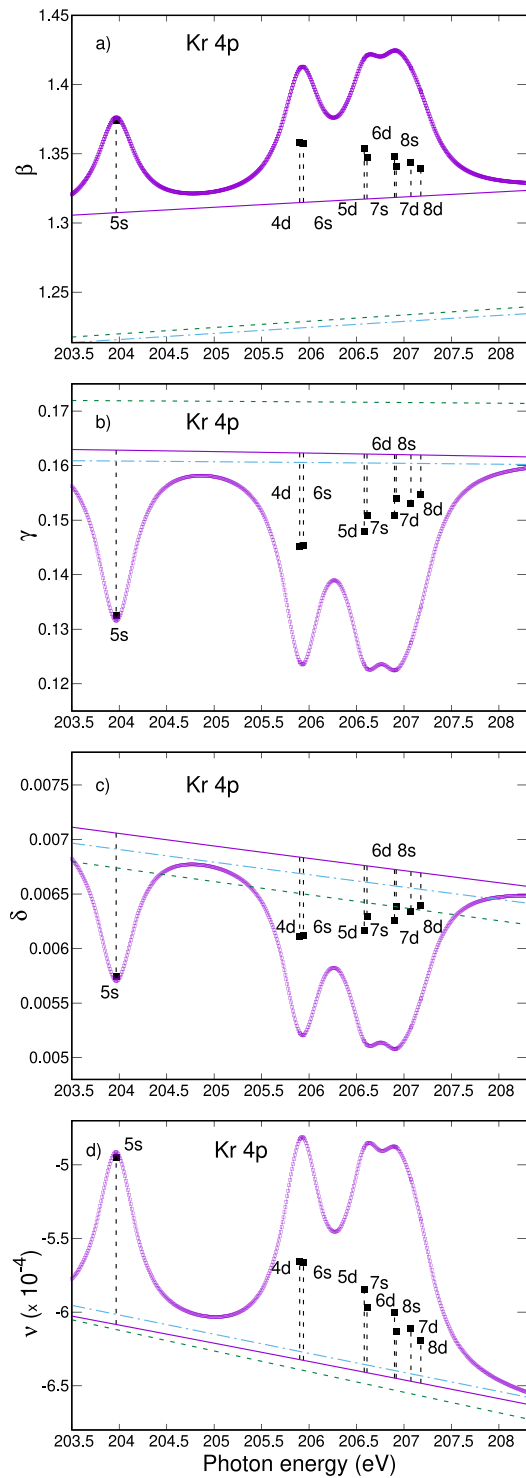 1.45
a)
Kr 4p
1.4
1.35
β
6d
8s
1.3
5s
4d
6s
5d
7s
7d
8d
1.25
203.5 204 204.5 205 205.5 206 206.5 207 207.5 208
0.17
b)
Kr 4p
6d
8s
0.16
4d
6s
8d
0.15
γ
5d
7s
7d
0.14
0.13
5s
0.12
203.5 204 204.5 205 205.5 206 206.5 207 207.5 208
0.0075
c)
Kr 4p
0.007
6d 8s
0.0065
δ
4d
6s
5d
7s
7d
8d
0.006
5s
0.0055
0.005
203.5 204 204.5 205 205.5 206 206.5 207 207.5 208
d)
5s
Kr 4p
-5
-5.5
ν (× 10⁻⁴)
4d
6s
5d
7s
6d
8s
7d
8d
-6
-6.5
203.5 204 204.5 205 205.5 206 206.5 207 207.5 208
Photon energy (eV)